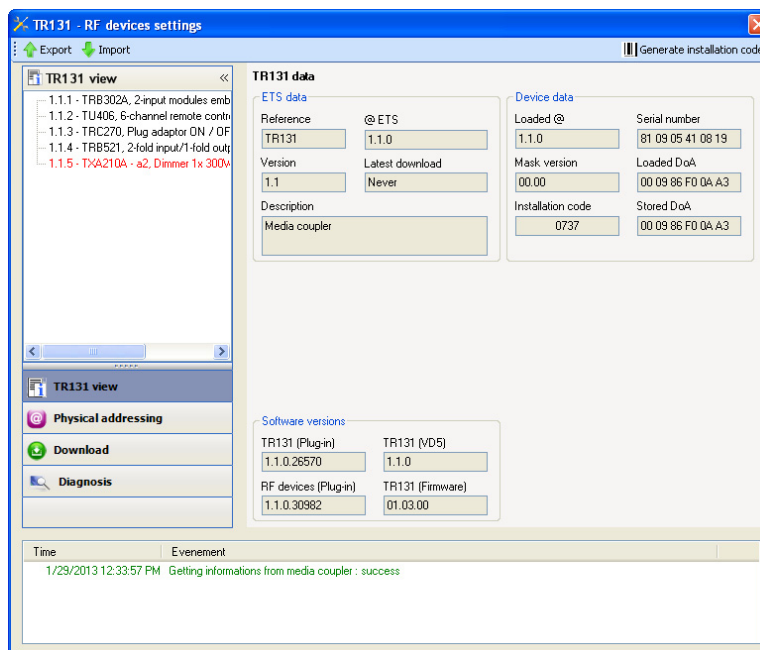 TR131 - RF devices settings
Export Import Generate installation code
TR131 view «
1.1.1 - TRB302A, 2-input modules emb
1.1.2 - TU406, 6-channel remote contr
1.1.3 - TRC270, Plug adaptor ON / OF
1.1.4 - TRB521, 2-fold input/1-fold outp
1.1.5 - TXA210A - a2, Dimmer 1x 300W
TR131 view
Physical addressing
Download
Diagnosis
TR131 data
ETS data
Reference @ ETS
TR131 1.1.0
Version Latest download
1.1 Never
Description
Media coupler
Device data
Loaded @ Serial number
1.1.0 81 09 05 41 08 19
Mask version Loaded DoA
00.00 00 09 86 F0 0A A3
Installation code Stored DoA
0737 00 09 86 F0 0A A3
Software versions
TR131 (Plug-in) TR131 (VD5)
1.1.0.26570 1.1.0
RF devices (Plug-in) TR131 (Firmware)
1.1.0.30982 01.03.00
Time Evenement
1/29/2013 12:33:57 PM Getting informations from media coupler : success